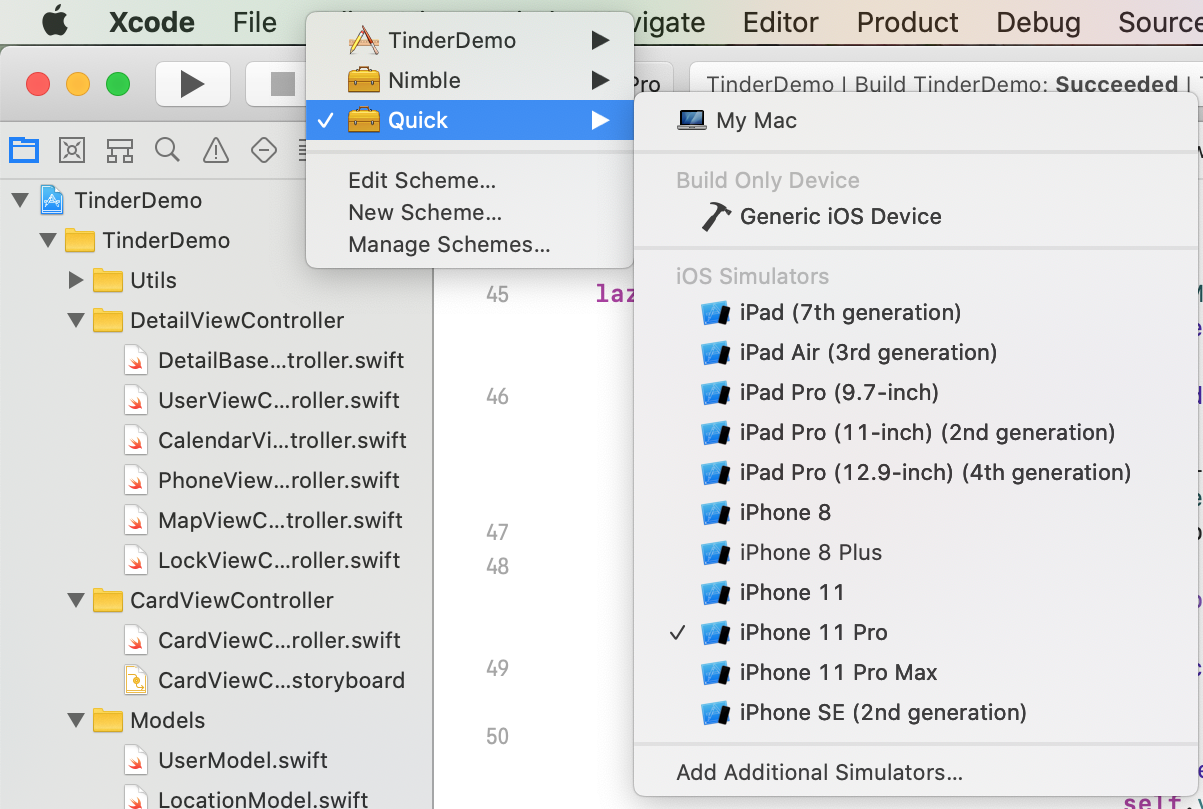 Xcode File Editor Product Debug
TinderDemo
Nimble
Quick
Edit Scheme...
New Scheme...
Manage Schemes...
TinderDemo | Build TinderDemo: Succeeded |
My Mac
Build Only Device
Generic iOS Device
iOS Simulators
iPad (7th generation)
iPad Air (3rd generation)
iPad Pro (9.7-inch)
iPad Pro (11-inch) (2nd generation)
iPad Pro (12.9-inch) (4th generation)
iPhone 8
iPhone 8 Plus
iPhone 11
iPhone 11 Pro
iPhone 11 Pro Max
iPhone SE (2nd generation)
Add Additional Simulators...
TinderDemo
TinderDemo
Utils
DetailViewController
DetailBase...troller.swift
UserViewC...roller.swift
CalendarVi...troller.swift
PhoneView...roller.swift
MapViewC...troller.swift
LockViewC...roller.swift
CardViewController
CardViewC...roller.swift
CardViewC...storyboard
Models
UserModel.swift
LocationModel.swift
45
46
47
48
49
50
self.